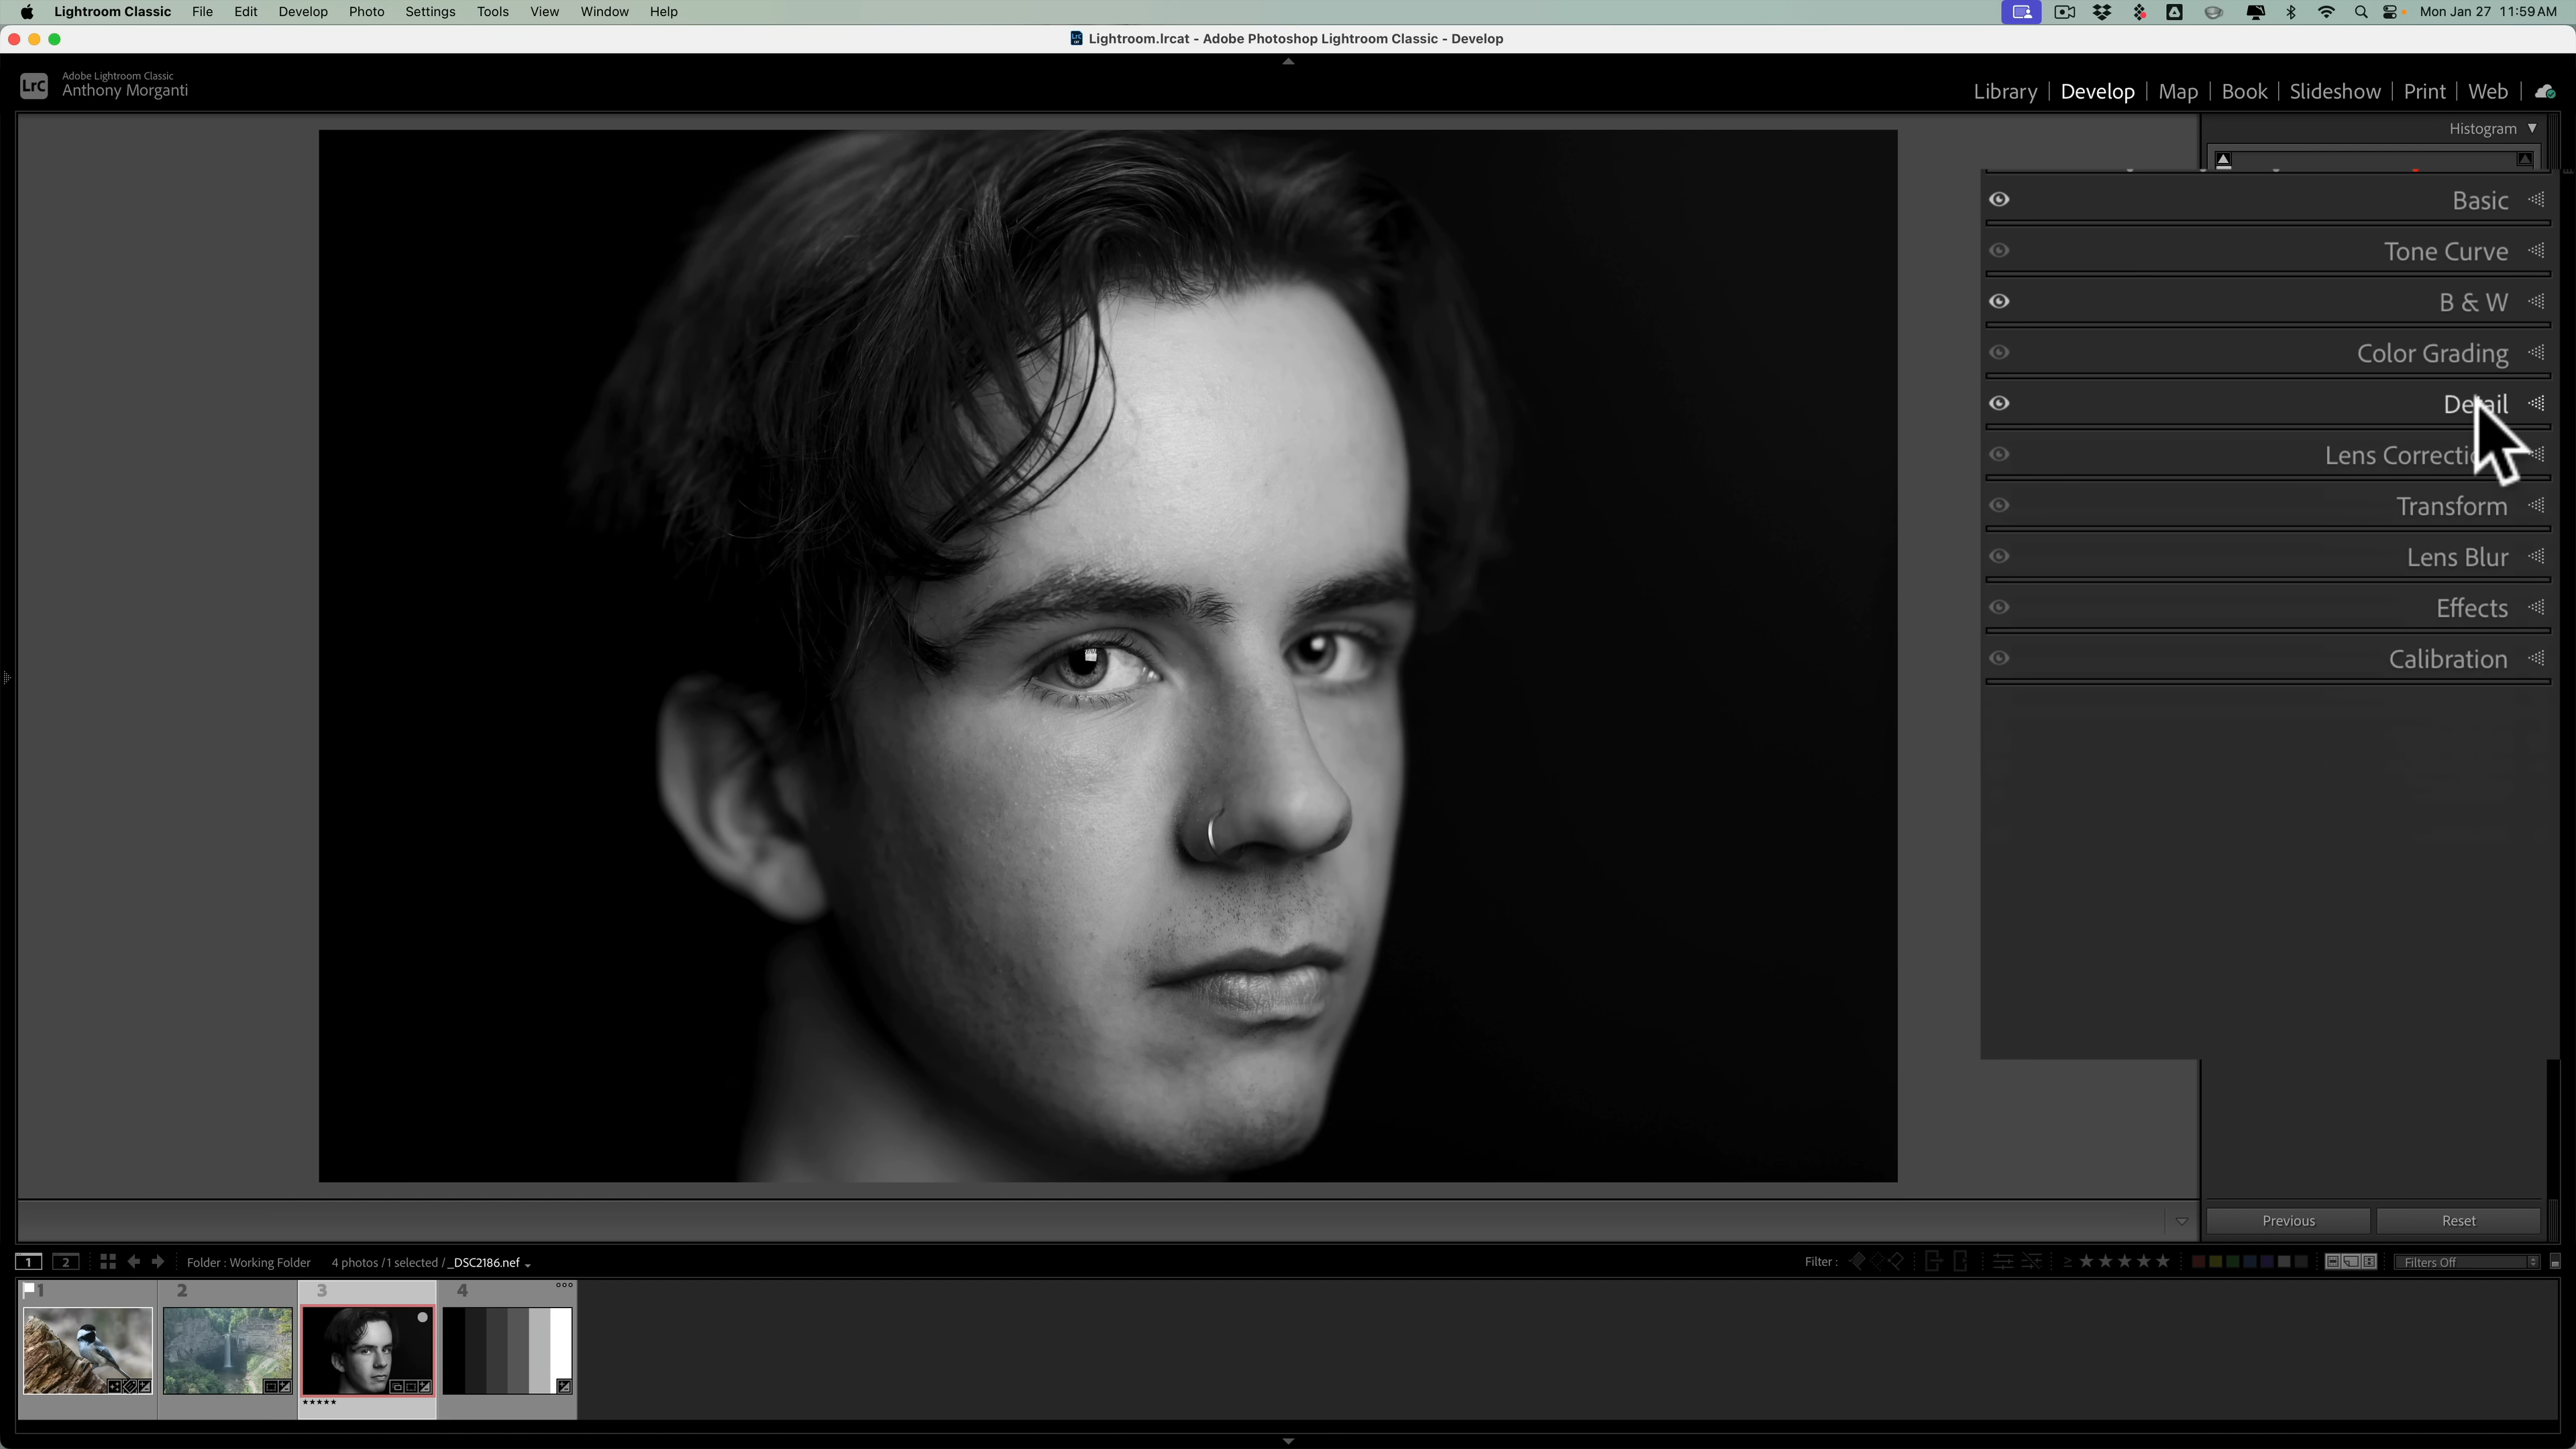 Lightroom Classic File Edit Develop Photo Settings Tools View Window Help Mon Jan 27 11:59 AM
Lightroom.lrcat - Adobe Photoshop Lightroom Classic - Develop
LrC
Adobe Lightroom Classic
Anthony Morganti
Library | Develop | Map | Book | Slideshow | Print | Web |
Histogram
Basic
Tone Curve
B & W
Color Grading
Detail
Lens Correcti
Transform
Lens Blur
Effects
Calibration
Previous Reset
1 2 Folder : Working Folder 4 photos / 1 selected / _DSC2186.nef Filter : ≥ ★★★★★ Filters Off
1 2 3 4
★★★★★